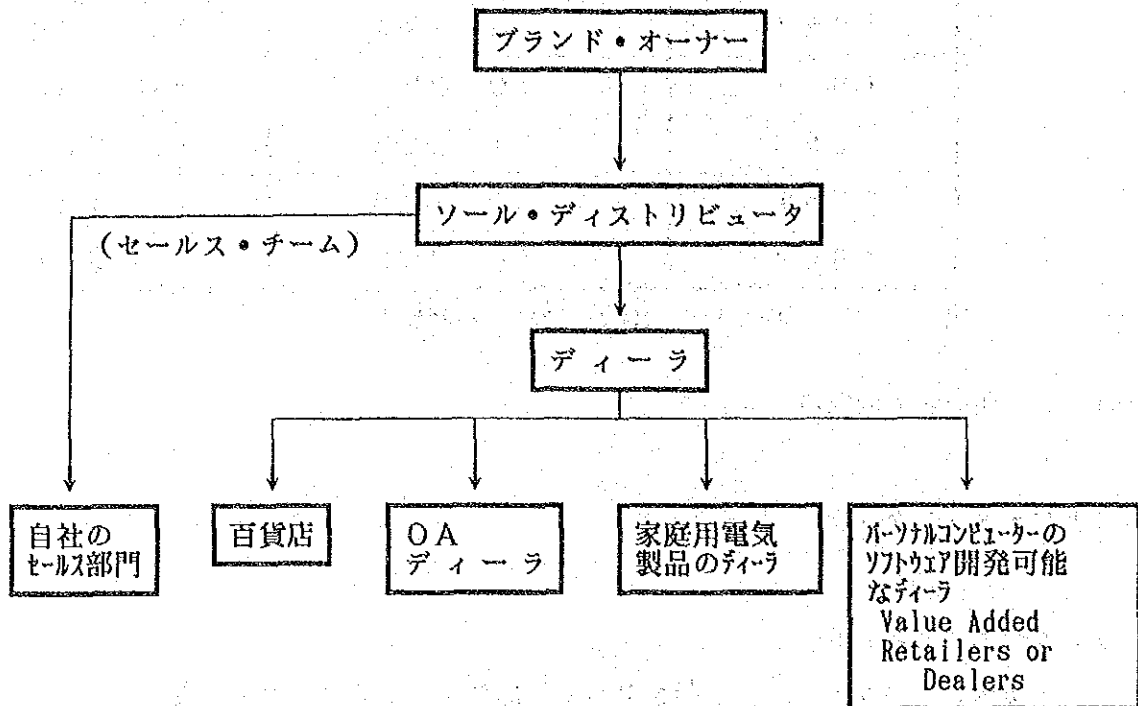 ブランド・オーナー
ソール・ディストリビュータ
(セールス・チーム)
ディーラ
自社の
セールス部門
百貨店
OA
ディーラ
家庭用電気
製品のディーラ
パーソナルコンピューターの
ソフトウェア開発可能
なディーラ
Value Added
Retailers or
Dealers